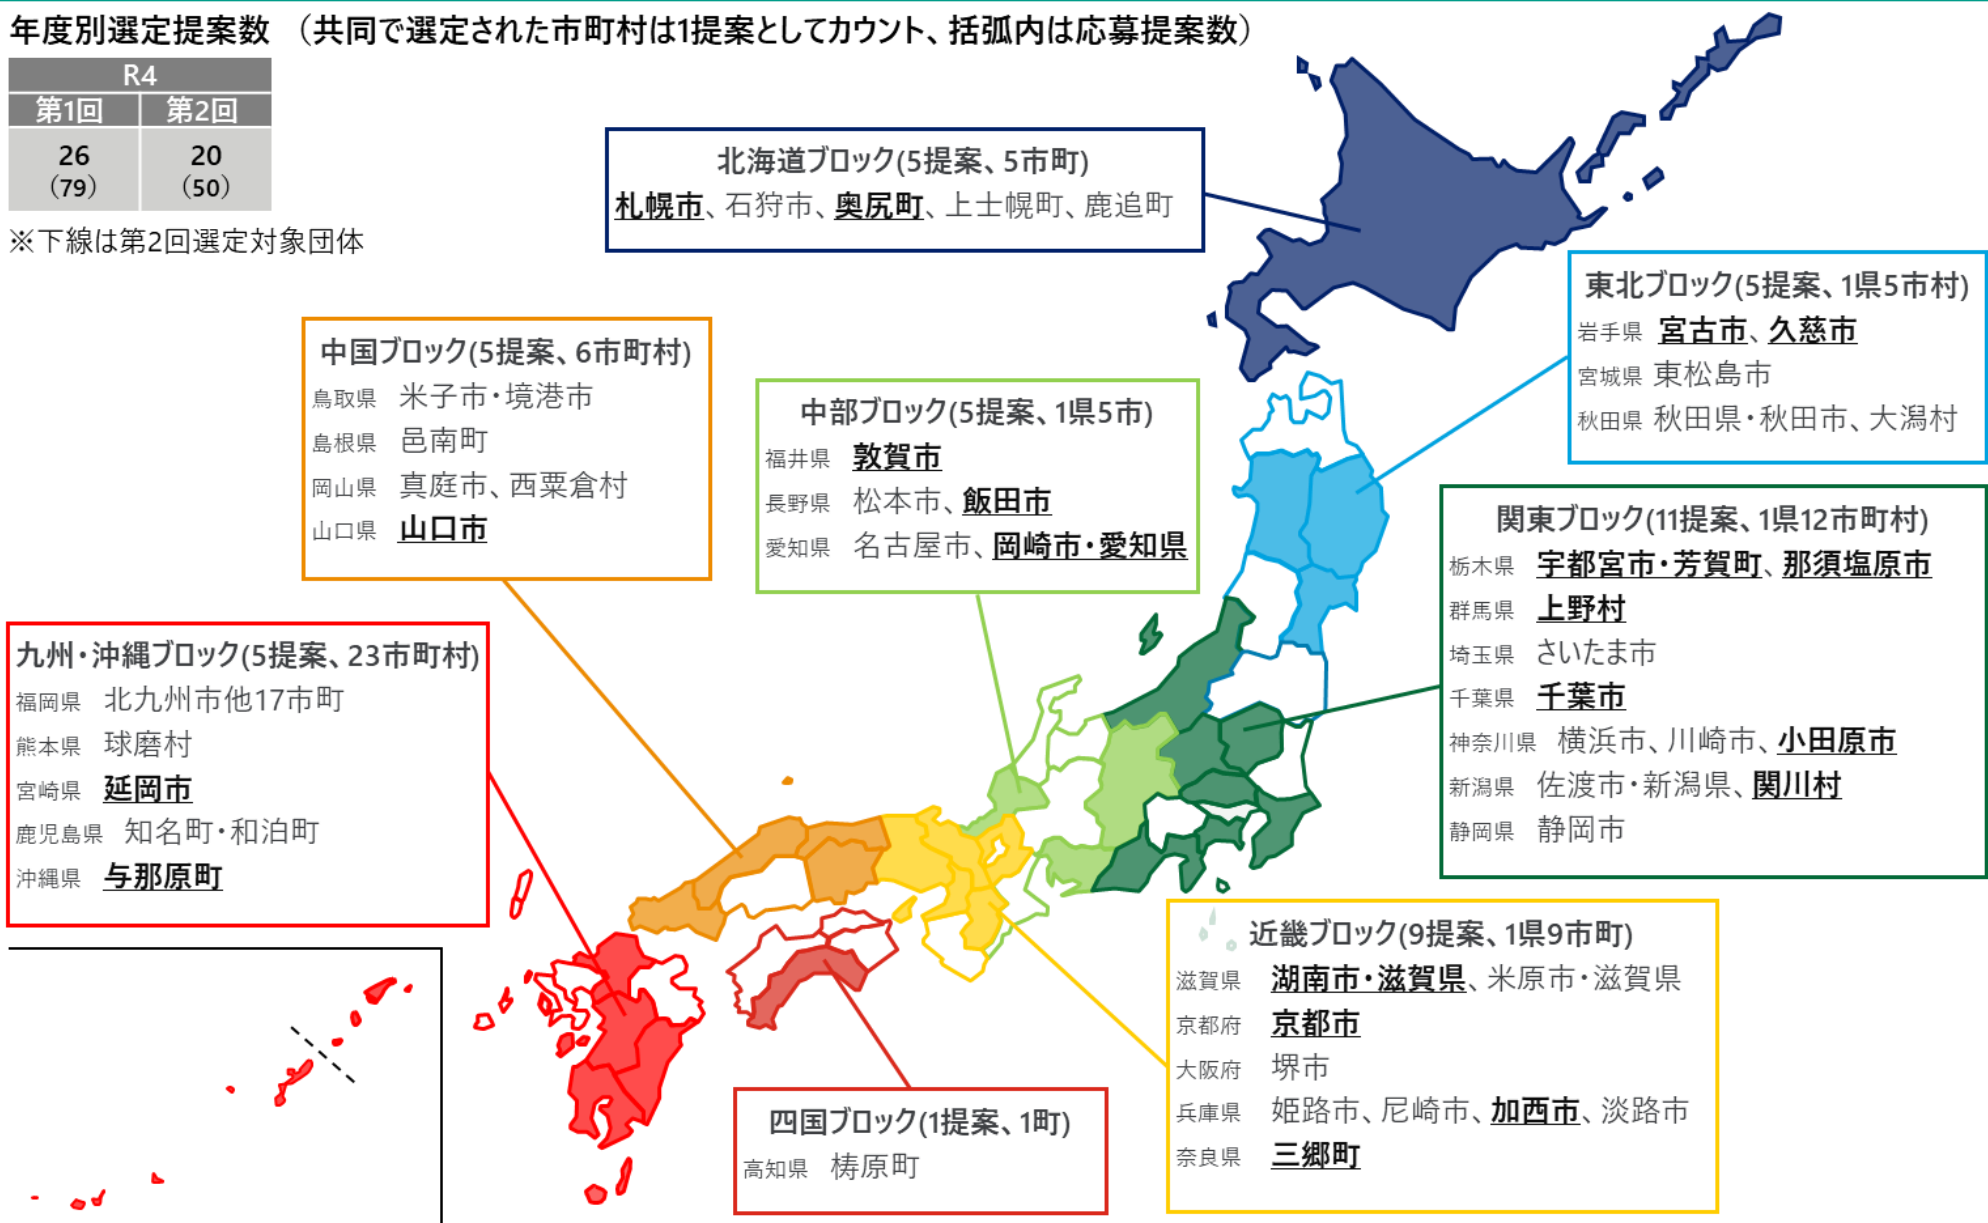 年度別選定提案数 （共同で選定された市町村は1提案としてカウント、括弧内は応募提案数）
R4
第1回 第2回
26 20
（79） （50）
※下線は第2回選定対象団体
北海道ブロック(5提案、5市町)
札幌市、石狩市、奥尻町、上士幌町、鹿追町
東北ブロック(5提案、1県5市村)
岩手県 宮古市、久慈市
宮城県 東松島市
秋田県 秋田県・秋田市、大潟村
中国ブロック(5提案、6市町村)
鳥取県 米子市・境港市
島根県 邑南町
岡山県 真庭市、西粟倉村
山口県 山口市
中部ブロック(5提案、1県5市)
福井県 敦賀市
長野県 松本市、飯田市
愛知県 名古屋市、岡崎市・愛知県
関東ブロック(11提案、1県12市町村)
栃木県 宇都宮市・芳賀町、那須塩原市
群馬県 上野村
埼玉県 さいたま市
千葉県 千葉市
神奈川県 横浜市、川崎市、小田原市
新潟県 佐渡市・新潟県、関川村
静岡県 静岡市
九州・沖縄ブロック(5提案、23市町村)
福岡県 北九州市他17市町
熊本県 球磨村
宮崎県 延岡市
鹿児島県 知名町・和泊町
沖縄県 与那原町
近畿ブロック(9提案、1県9市町)
滋賀県 湖南市・滋賀県、米原市・滋賀県
京都府 京都市
大阪府 堺市
兵庫県 姫路市、尼崎市、加西市、淡路市
奈良県 三郷町
四国ブロック(1提案、1町)
高知県 梼原町